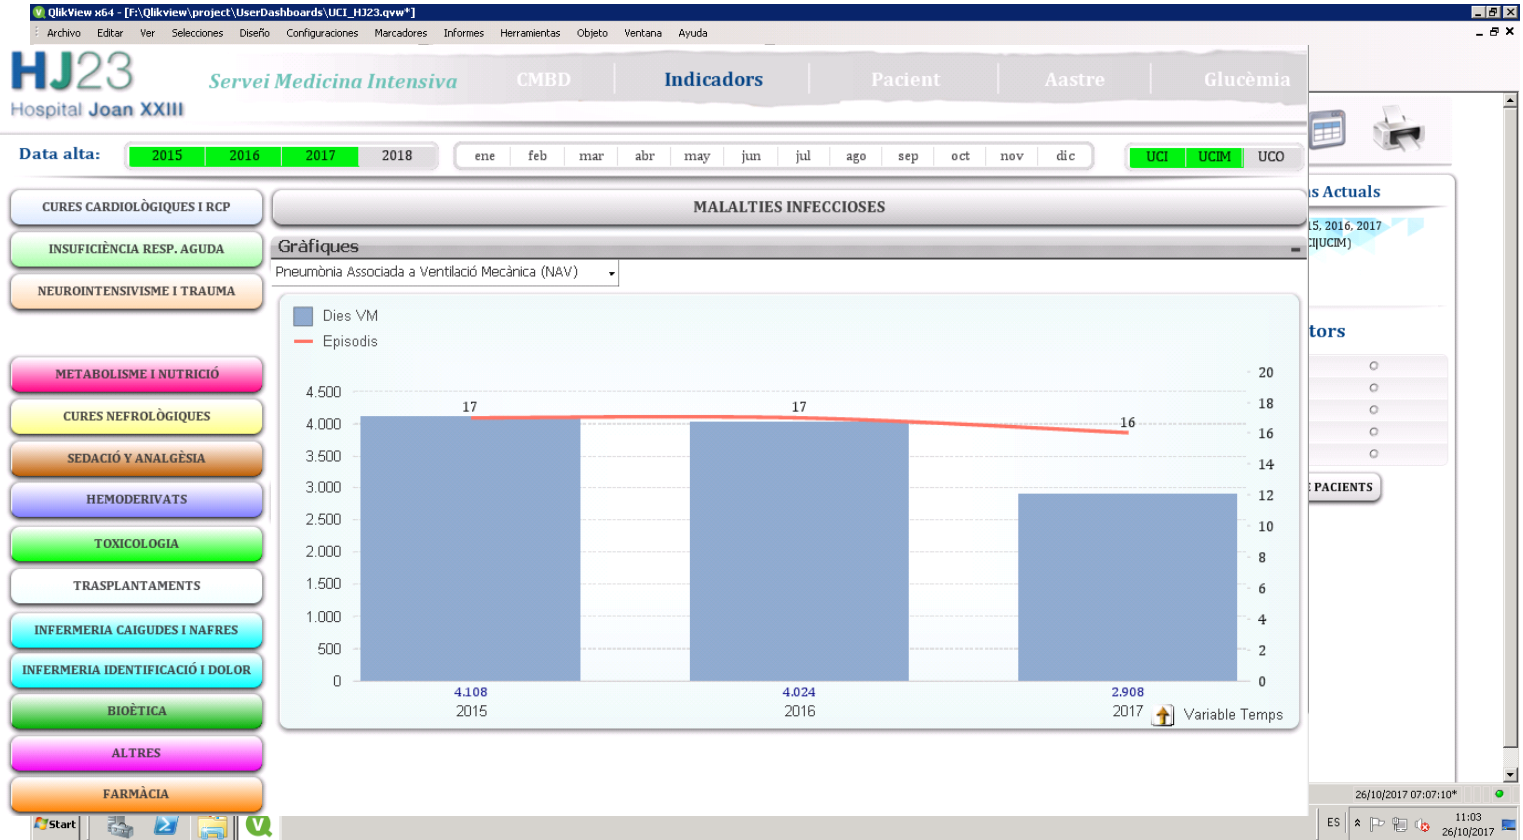 QlikView x64 - [F:\Qlikview\project\UserDashboards\UCI_HJ23.qvw*]
Archivo Editar Ver Selecciones Diseño Configuraciones Marcadores Informes Herramientas Objeto Ventana Ayuda
HJ23
Hospital Joan XXIII
Servei Medicina Intensiva
CMBD Indicadors Pacient Aastre Glucèmia
Data alta: 2015 2016 2017 2018 ene feb mar abr may jun jul ago sep oct nov dic UCI UCIM UCO
CURES CARDIOLÒGIQUES I RCP
INSUFICIÈNCIA RESP. AGUDA
NEUROINTENSIVISME I TRAUMA
METABOLISME I NUTRICIÓ
CURES NEFROLÒGIQUES
SEDACIÓ Y ANALGÈSIA
HEMODERIVATS
TOXICOLOGIA
TRASPLANTAMENTS
INFERMERIA CAIGUDES I NAFRES
INFERMERIA IDENTIFICACIÓ I DOLOR
BIOÈTICA
ALTRES
FARMÀCIA
MALALTIES INFECCIOSES
Gràfiques
Pneumònia Associada a Ventilació Mecànica (NAV)
Dies VM
Episodis
4.500
4.000
3.500
3.000
2.500
2.000
1.500
1.000
500
0
17 17 16
20
18
16
14
12
10
8
6
4
2
0
4.108 4.024 2.908
2015 2016 2017
Variable Temps
s Actuals
15, 2016, 2017
CI|UCIM)
tors
E PACIENTS
26/10/2017 07:07:10*
Start
ES
11:03
26/10/2017